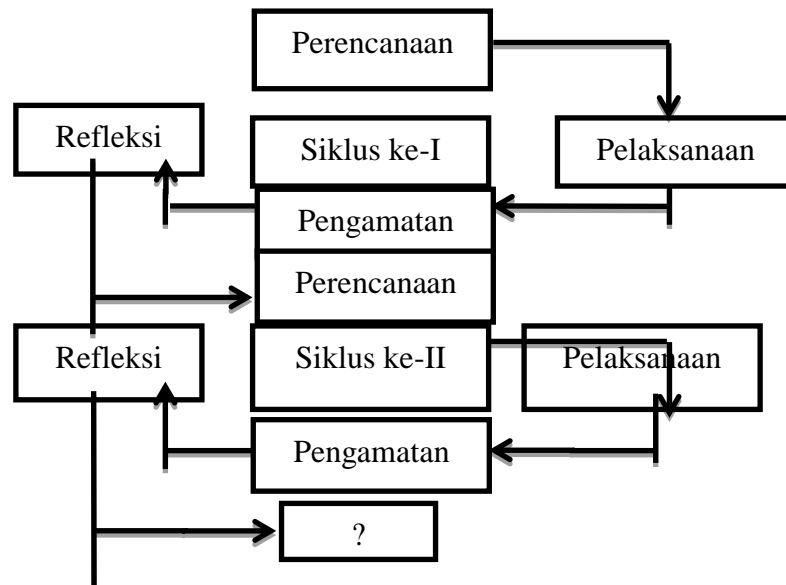 Perencanaan
Refleksi
Siklus ke-I
Pelaksanaan
Pengamatan
Perencanaan
Refleksi
Siklus ke-II
Pelaksanaan
Pengamatan
?